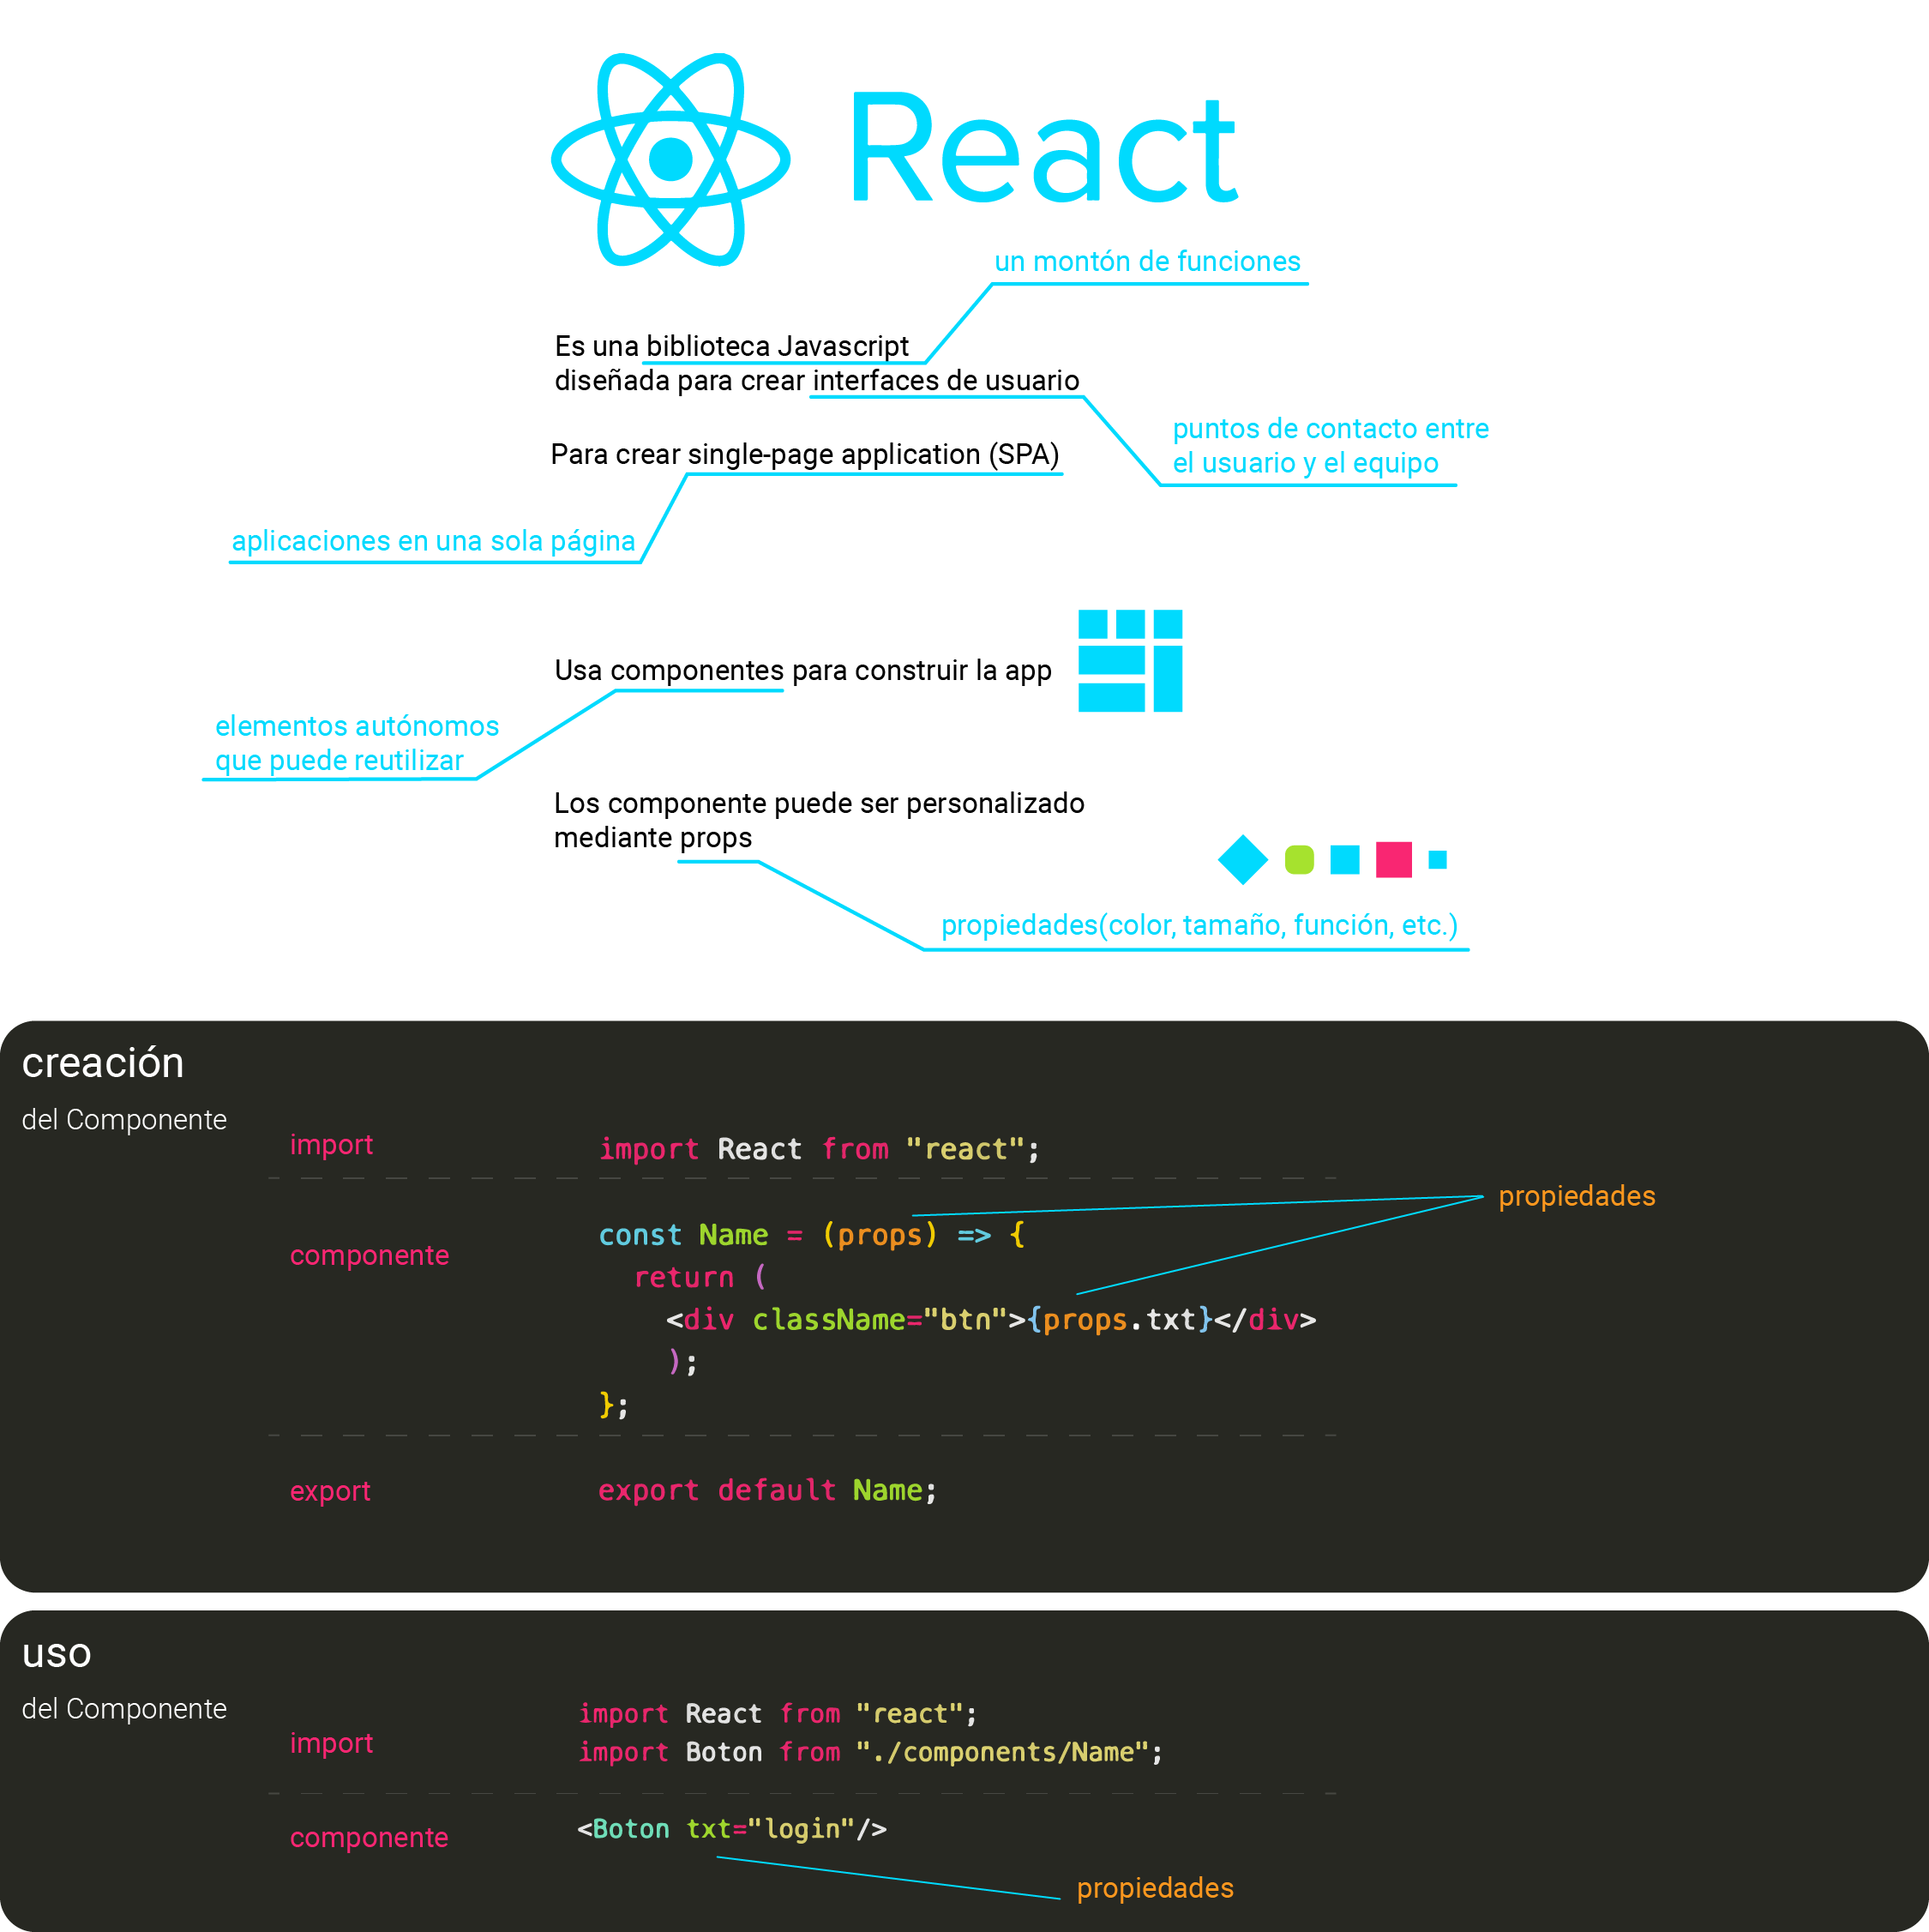 React
un montón de funciones
Es una biblioteca Javascript
diseñada para crear interfaces de usuario
puntos de contacto entre
el usuario y el equipo
Para crear single-page application (SPA)
aplicaciones en una sola página
Usa componentes para construir la app
elementos autónomos
que puede reutilizar
Los componente puede ser personalizado
mediante props
propiedades(color, tamaño, función, etc.)
creación
del Componente
import
import React from "react";
propiedades
componente
const Name = (props) => {
return (
<div className="btn">{props.txt}</div>
);
};
export
export default Name;
uso
del Componente
import
import React from "react";
import Boton from "./components/Name";
componente
<Boton txt="login"/>
propiedades